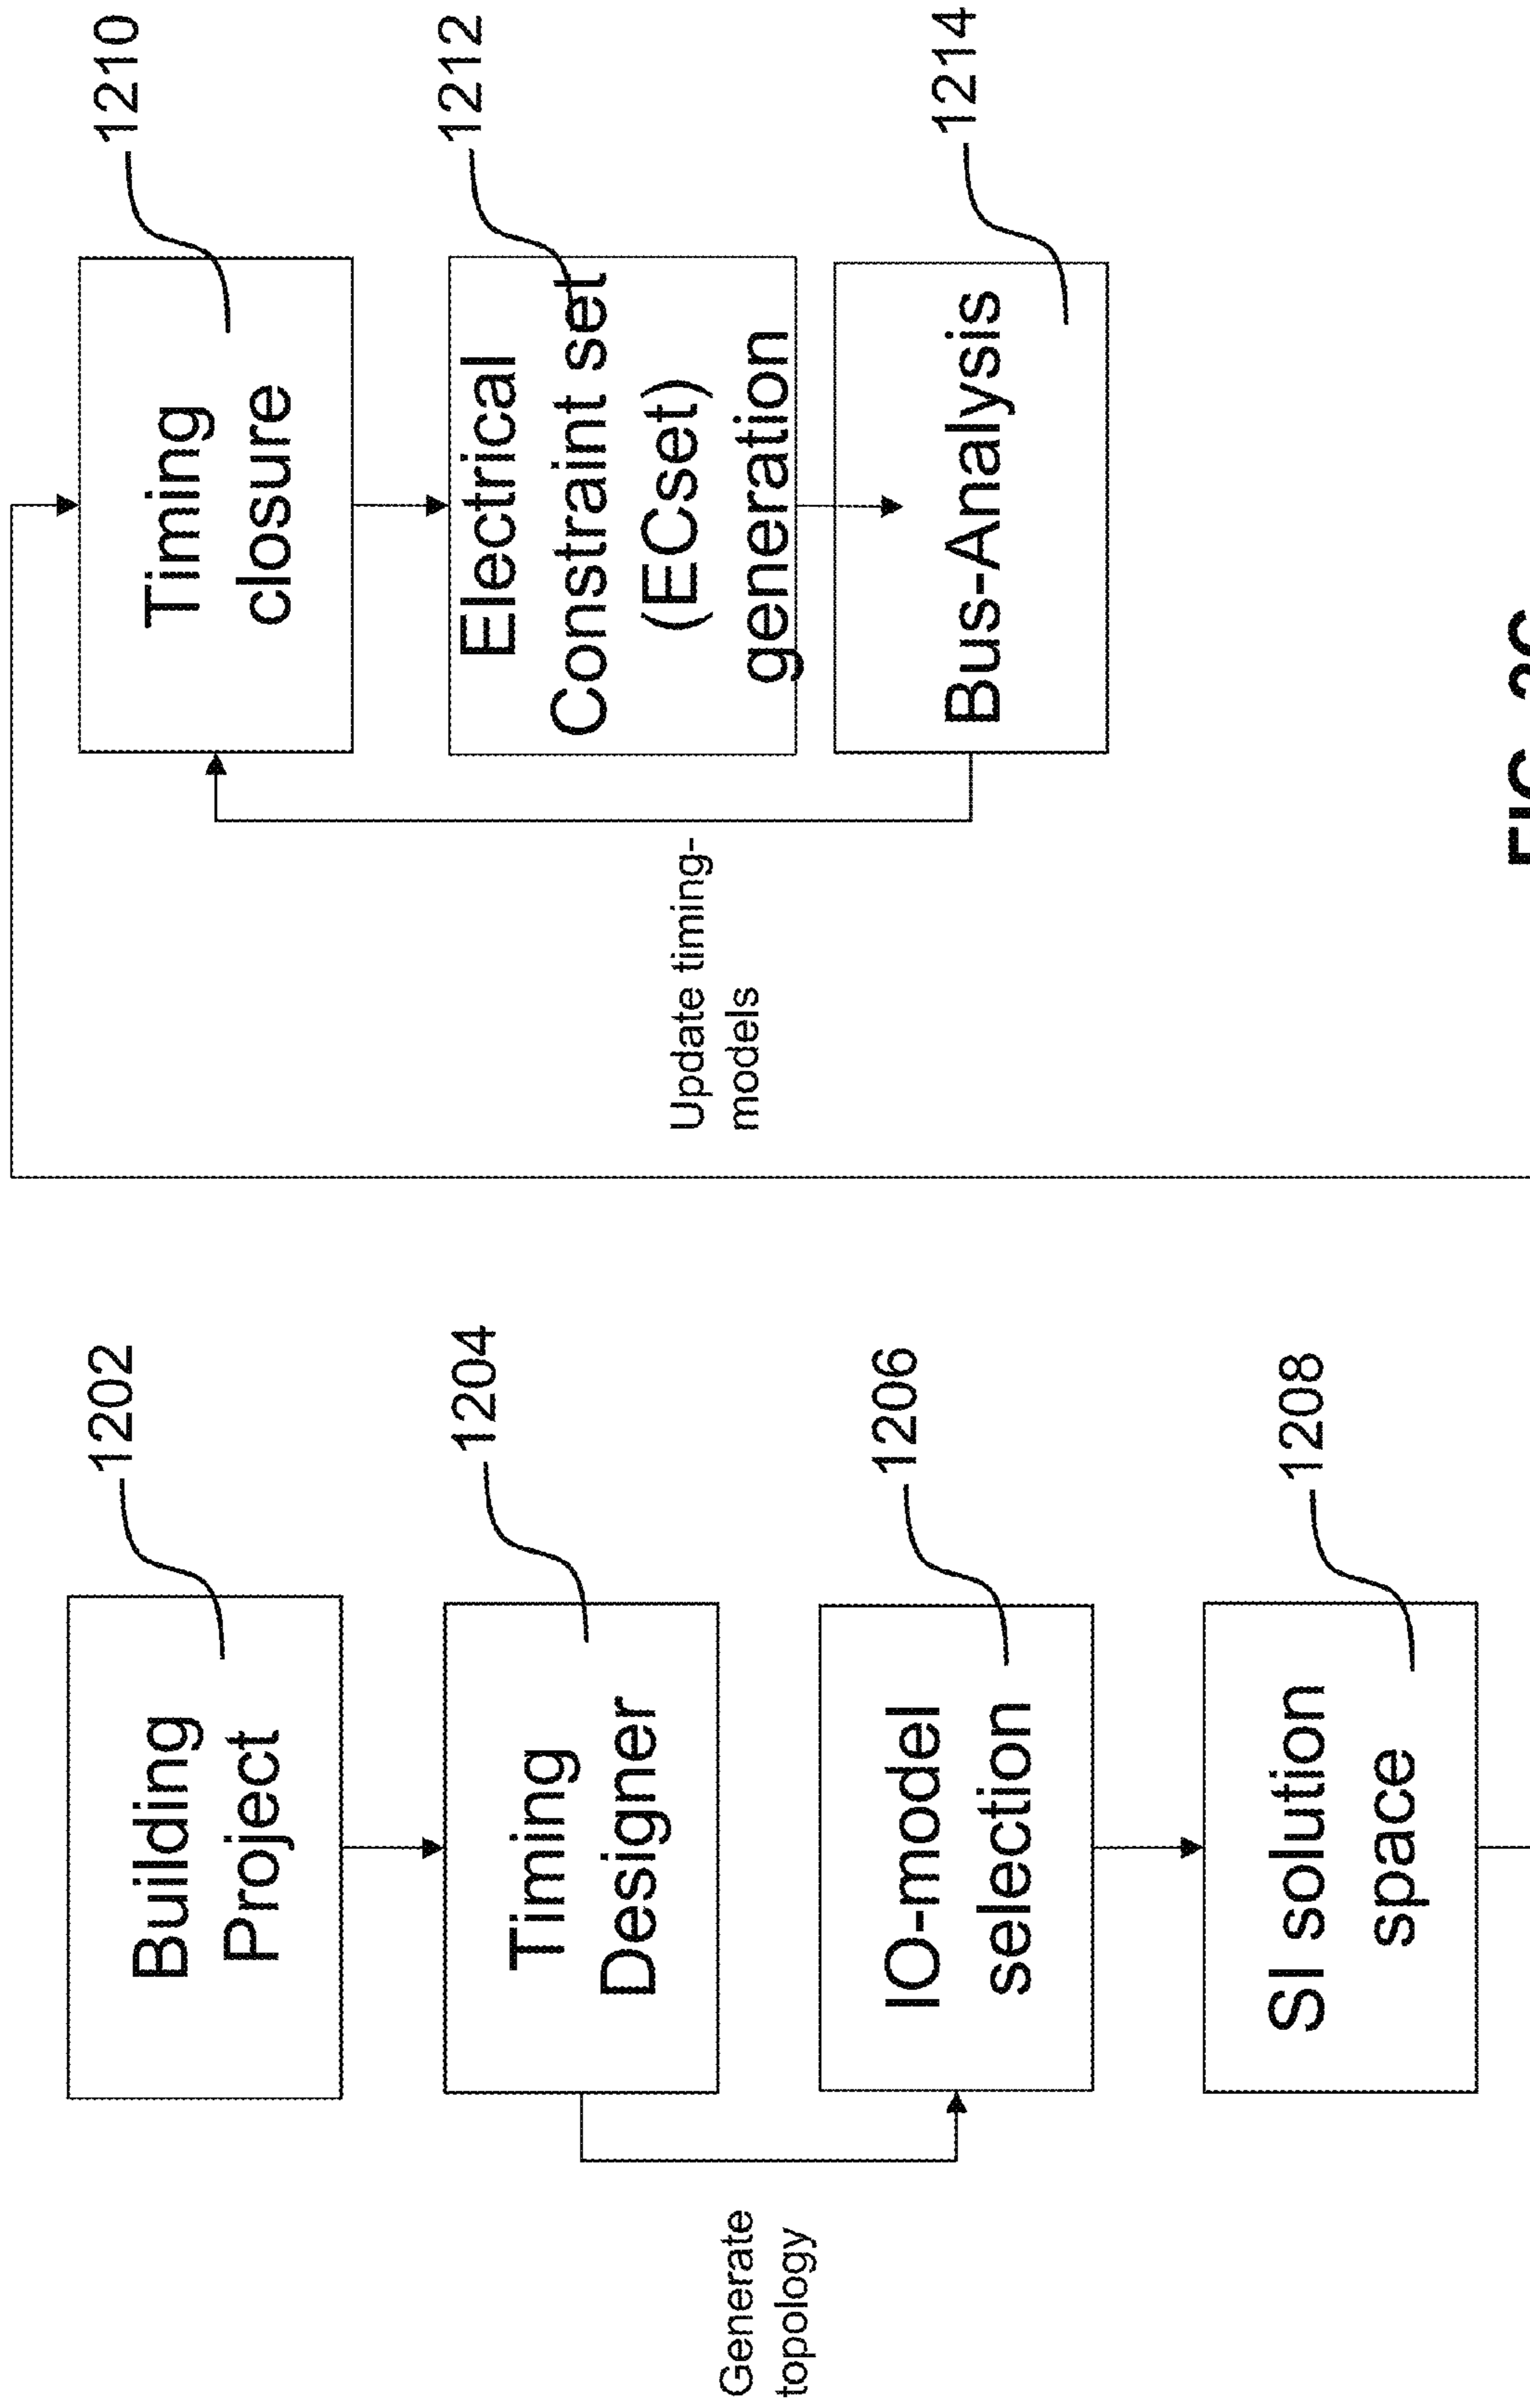 Building
Project
1202
Timing
Designer
1204
Generate
topology
IO-model
selection
1206
SI solution
space
1208
Timing
closure
1210
Electrical
Constraint set
(ECset)
generation
1212
Update timing-
models
Bus-Analysis
1214